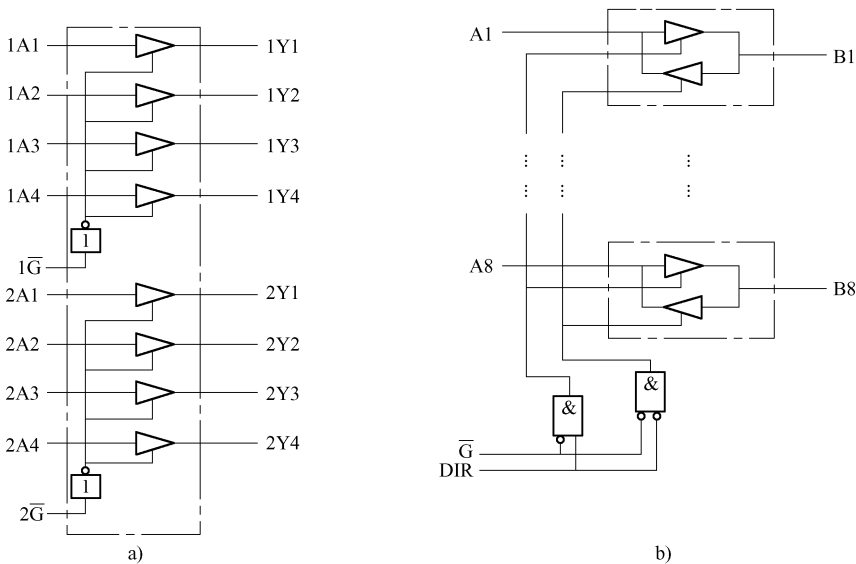 1A1 1Y1
1A2 1Y2
1A3 1Y3
1A4 1Y4
1
1G̅
2A1 2Y1
2A2 2Y2
2A3 2Y3
2A4 2Y4
1
2G̅
a)
A1 B1
⋮ ⋮ ⋮
⋮ ⋮ ⋮
A8 B8
&
&
G̅
DIR
b)